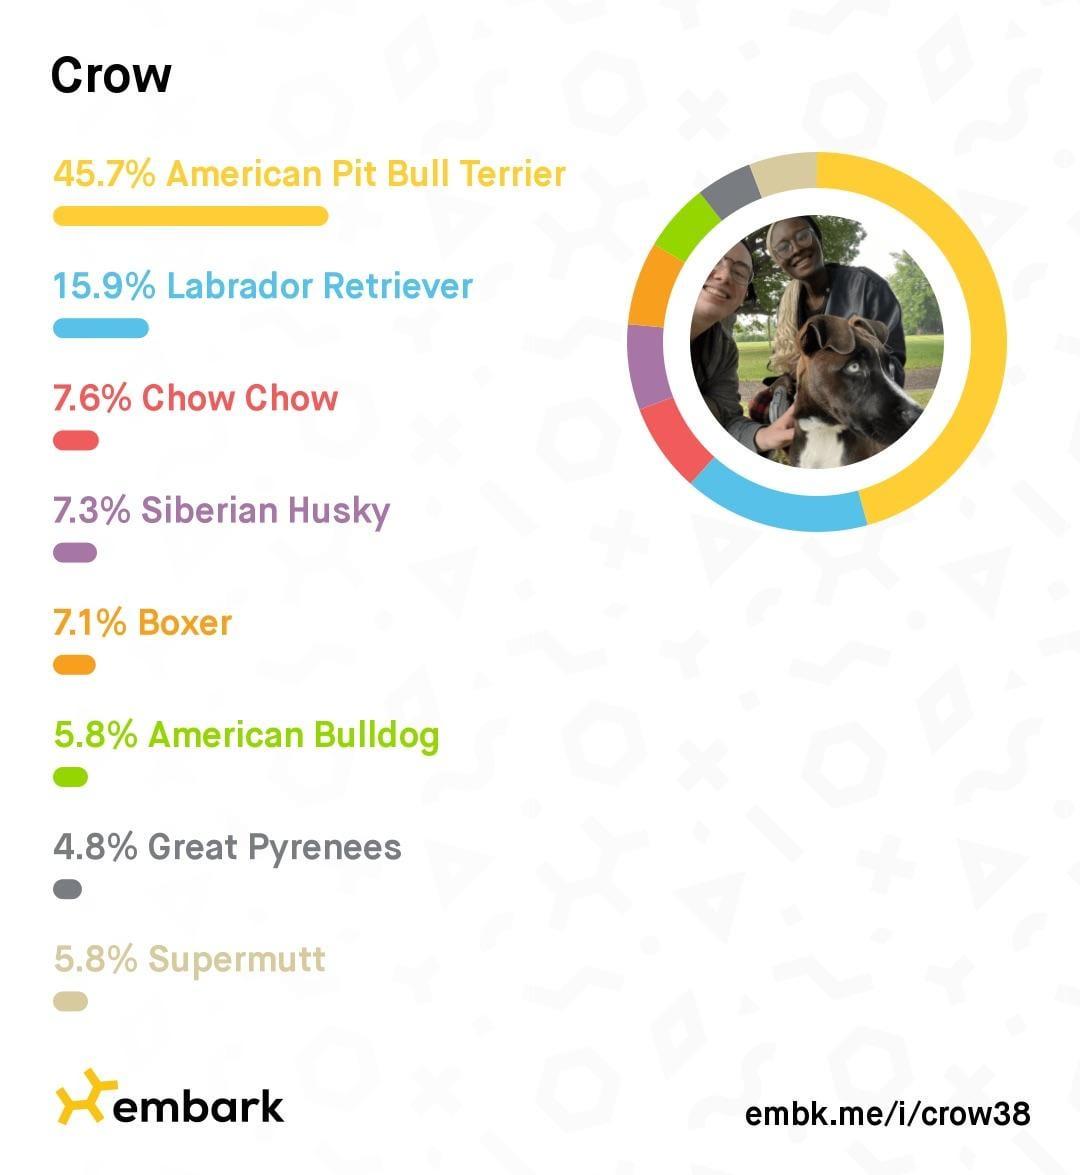 Crow
45.7% American Pit Bull Terrier
15.9% Labrador Retriever
7.6% Chow Chow
7.3% Siberian Husky
7.1% Boxer
5.8% American Bulldog
4.8% Great Pyrenees
5.8% Supermutt
embark
embk.me/i/crow38